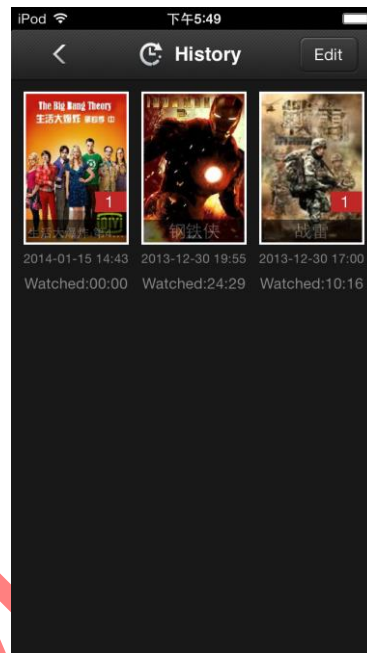 iPod 下午5:49
History Edit
The Big Bang Theory
生活大爆炸
1
钢铁侠
战雷
1
2014-01-15 14:43 2013-12-30 19:55 2013-12-30 17:00
Watched:00:00 Watched:24:29 Watched:10:16